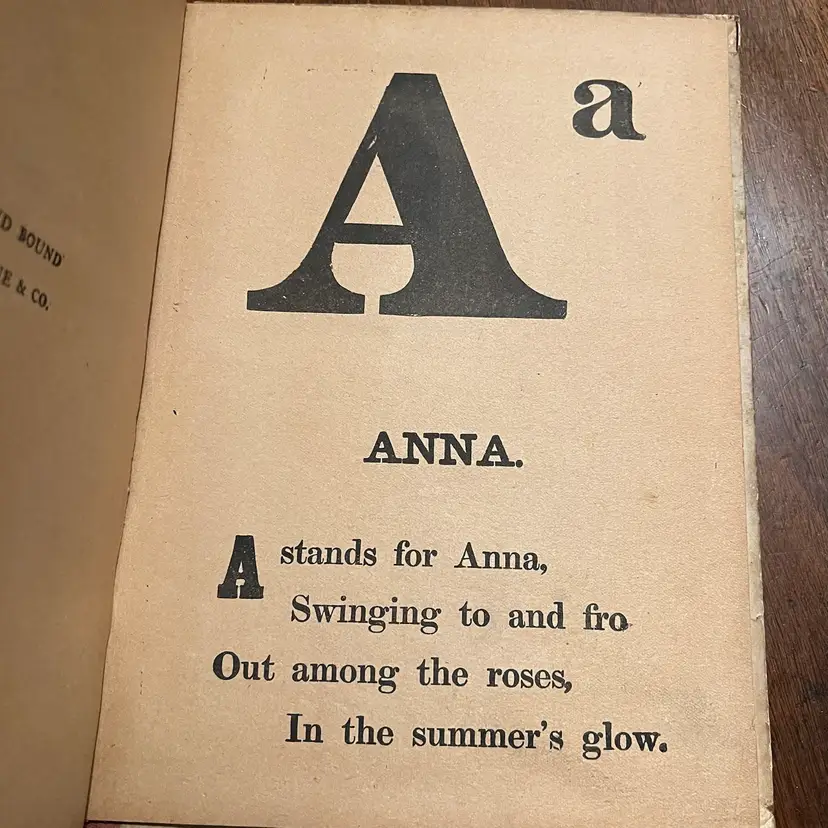 BOUND
& CO.
A a
ANNA.
A stands for Anna,
Swinging to and fro
Out among the roses,
In the summer's glow.